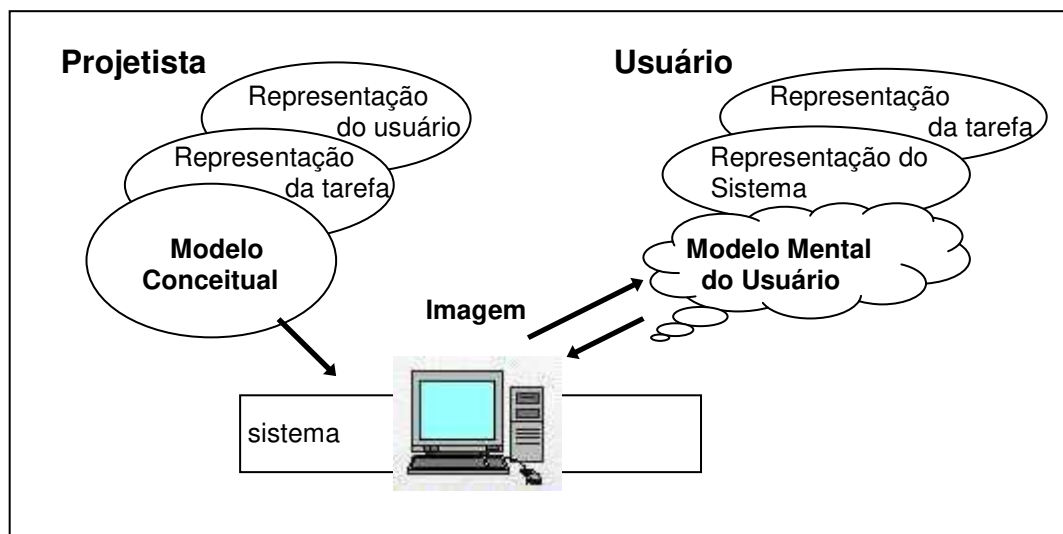 Projetista
Representação
do usuário
Representação
da tarefa
Modelo
Conceitual
Usuário
Representação
da tarefa
Representação do
Sistema
Modelo Mental
do Usuário
Imagem
sistema